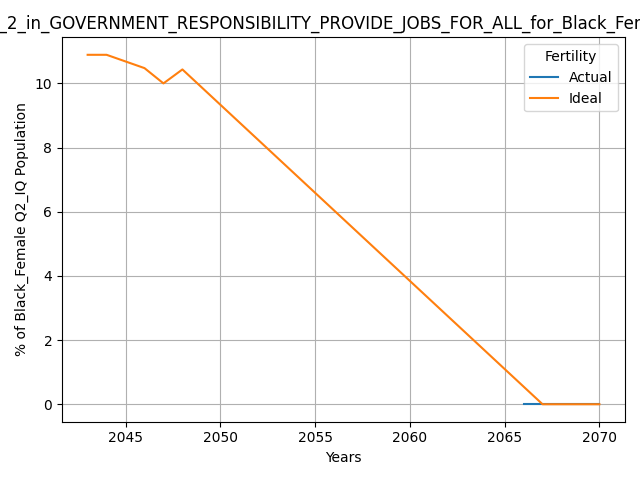 _2_in_GOVERNMENT_RESPONSIBILITY_PROVIDE_JOBS_FOR_ALL_for_Black_Fer
Fertility
Actual
Ideal
% of Black_Female Q2_IQ Population
10
8
6
4
2
0
2045 2050 2055 2060 2065 2070
Years